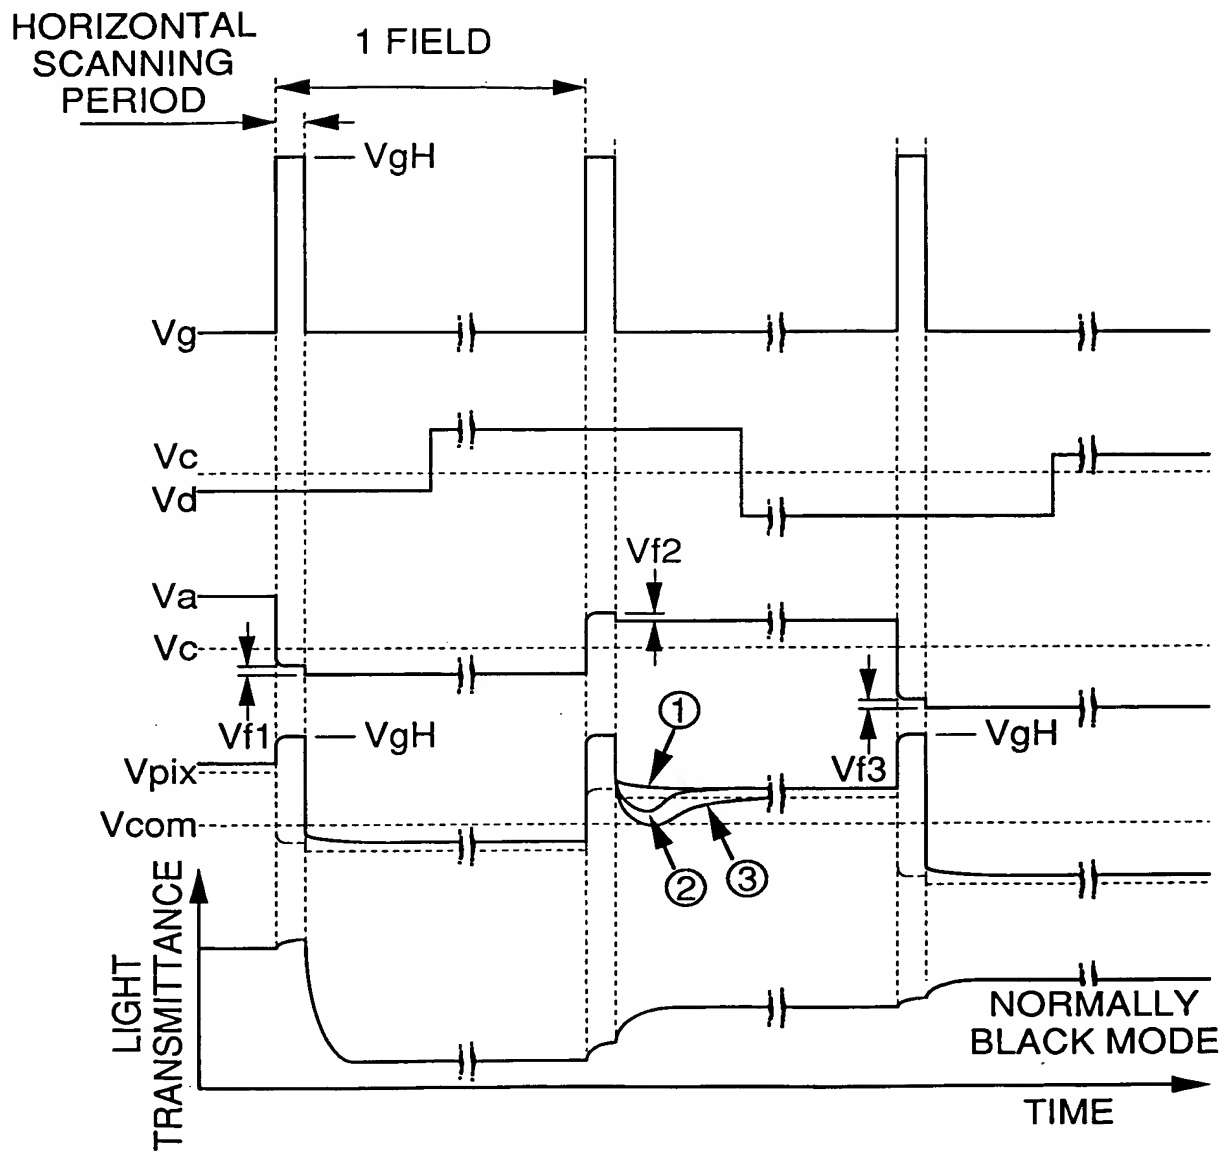 HORIZONTAL
SCANNING
PERIOD
1 FIELD
VgH
Vg
Vc
Vd
Vf2
Va
Vc
Vf1
VgH
①
VgH
Vf3
Vpix
Vcom
②
③
LIGHT
TRANSMITTANCE
NORMALLY
BLACK MODE
TIME